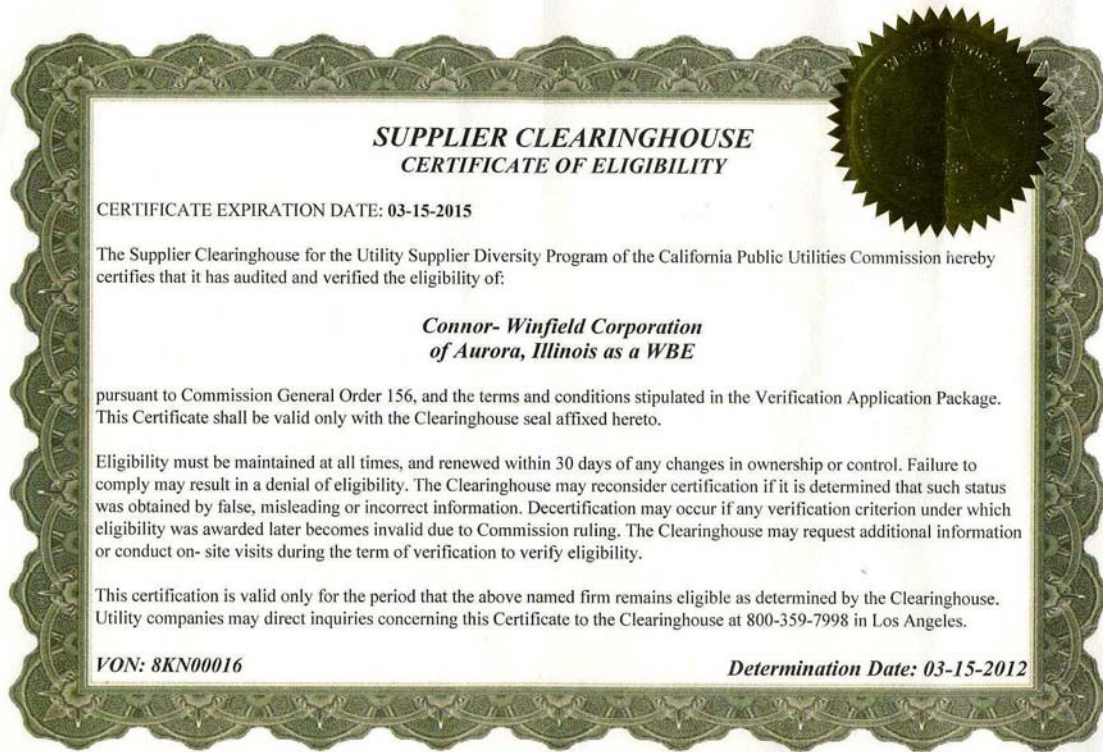 SUPPLIER CLEARINGHOUSE
CERTIFICATE OF ELIGIBILITY
CERTIFICATE EXPIRATION DATE: 03-15-2015
The Supplier Clearinghouse for the Utility Supplier Diversity Program of the California Public Utilities Commission hereby
certifies that it has audited and verified the eligibility of:
Connor- Winfield Corporation
of Aurora, Illinois as a WBE
pursuant to Commission General Order 156, and the terms and conditions stipulated in the Verification Application Package.
This Certificate shall be valid only with the Clearinghouse seal affixed hereto.
Eligibility must be maintained at all times, and renewed within 30 days of any changes in ownership or control. Failure to
comply may result in a denial of eligibility. The Clearinghouse may reconsider certification if it is determined that such status
was obtained by false, misleading or incorrect information. Decertification may occur if any verification criterion under which
eligibility was awarded later becomes invalid due to Commission ruling. The Clearinghouse may request additional information
or conduct on- site visits during the term of verification to verify eligibility.
This certification is valid only for the period that the above named firm remains eligible as determined by the Clearinghouse.
Utility companies may direct inquiries concerning this Certificate to the Clearinghouse at 800-359-7998 in Los Angeles.
VON: 8KN00016
Determination Date: 03-15-2012